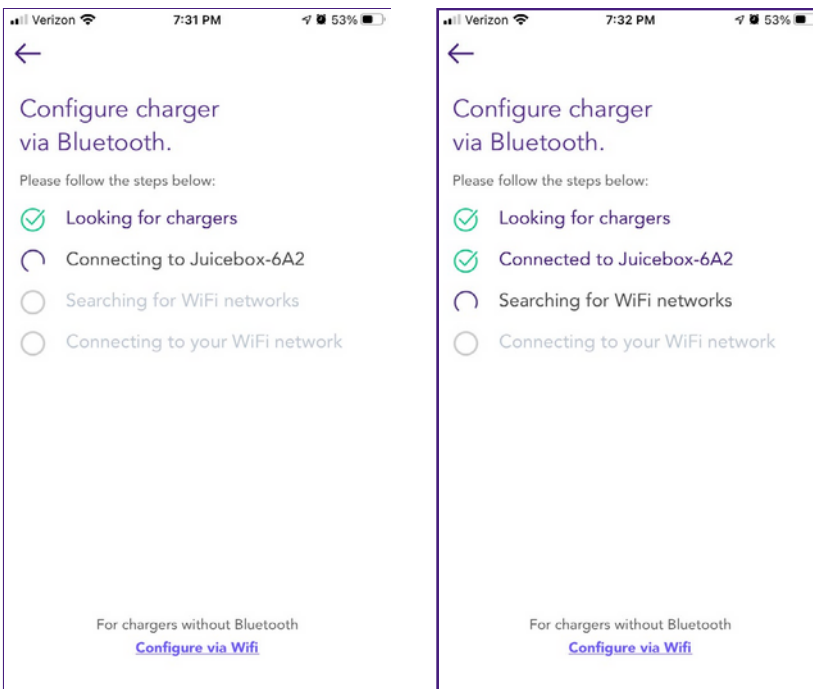 Verizon 7:31 PM 53%
Configure charger
via Bluetooth.
Please follow the steps below:
Looking for chargers
Connecting to Juicebox-6A2
Searching for WiFi networks
Connecting to your WiFi network
For chargers without Bluetooth
Configure via Wifi
Verizon 7:32 PM 53%
Configure charger
via Bluetooth.
Please follow the steps below:
Looking for chargers
Connected to Juicebox-6A2
Searching for WiFi networks
Connecting to your WiFi network
For chargers without Bluetooth
Configure via Wifi